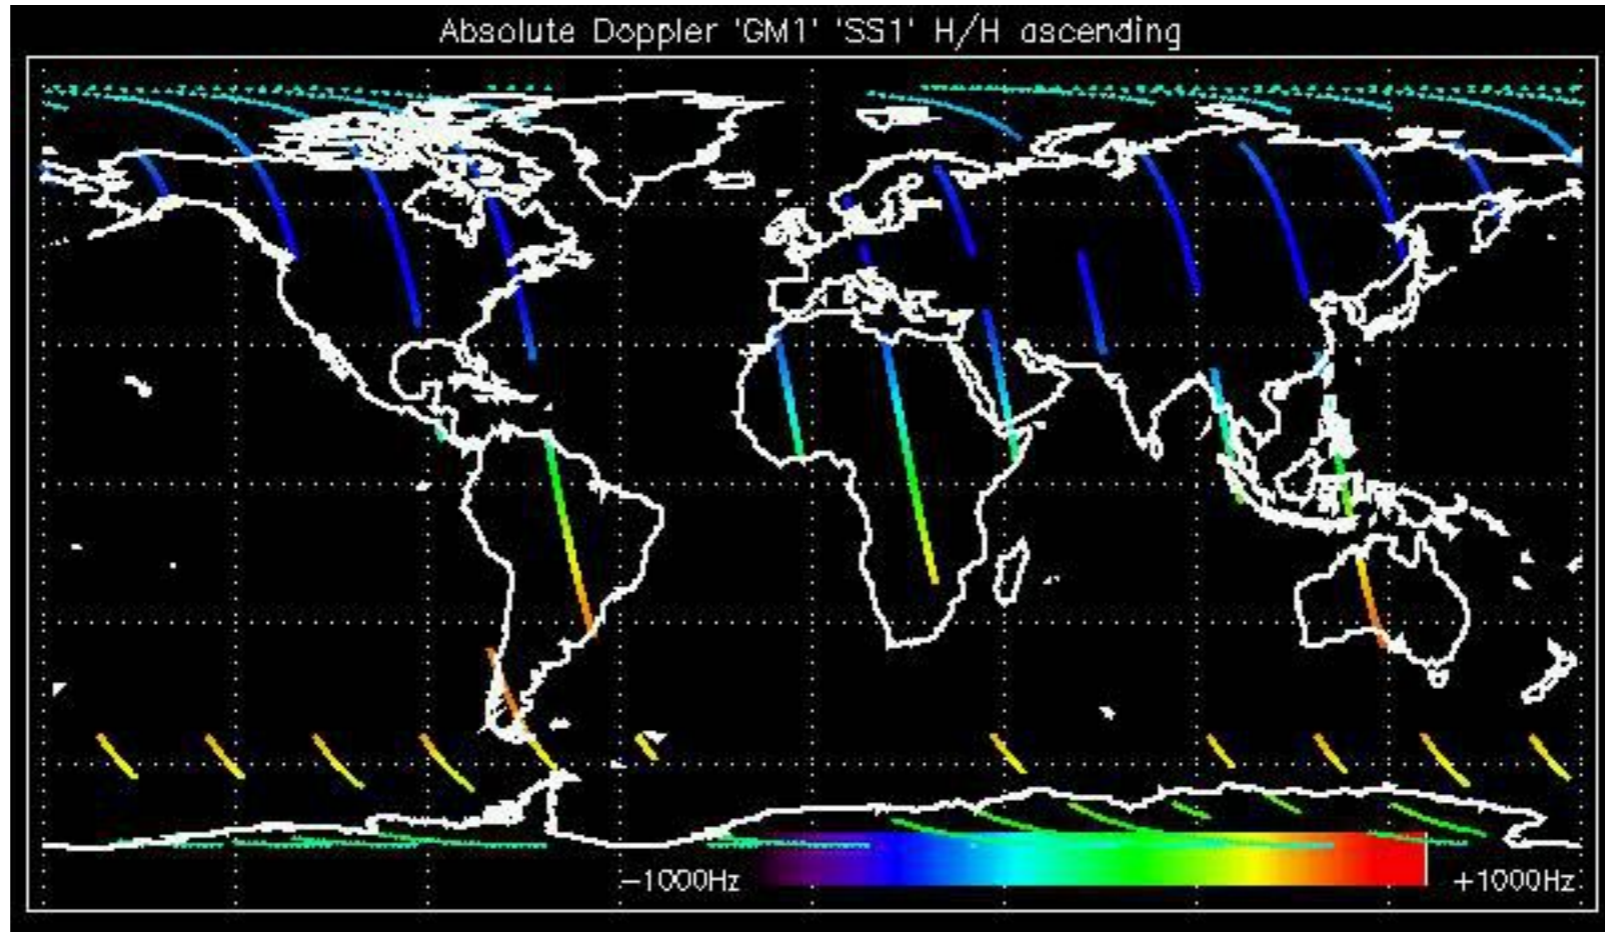 Absolute Doppler 'GM1' 'SS1' H/H ascending
−1000Hz +1000Hz